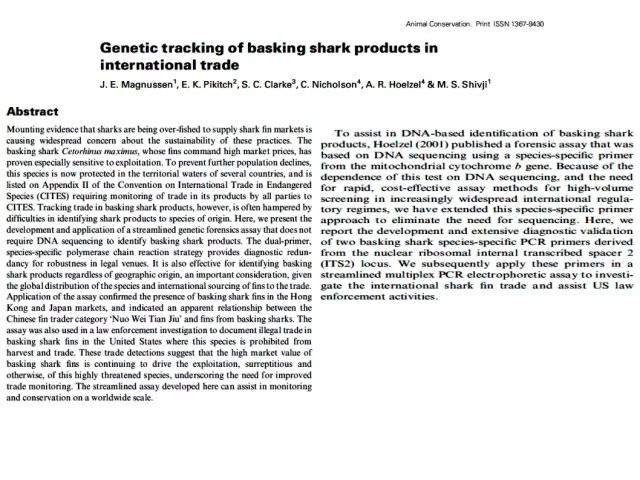 Animal Conservation. Print ISSN 1367-9430
Genetic tracking of basking shark products in
international trade
J. E. Magnussen1, E. K. Pikitch2, S. C. Clarke3, C. Nicholson4, A. R. Hoelzel4 & M. S. Shivji1
Abstract
Mounting evidence that sharks are being over-fished to supply shark fin markets is
causing widespread concern about the sustainability of these practices. The
basking shark Cetorhinus maximus, whose fins command high market prices, has
proven especially sensitive to exploitation. To prevent further population declines,
this species is now protected in the territorial waters of several countries, and is
listed on Appendix II of the Convention on International Trade in Endangered
Species (CITES) requiring monitoring of trade in its products by all parties to
CITES. Tracking trade in basking shark products, however, is often hampered by
difficulties in identifying shark products to species of origin. Here, we present the
development and application of a streamlined genetic forensics assay that does not
require DNA sequencing to identify basking shark products. The dual-primer,
species-specific polymerase chain reaction strategy provides diagnostic redun-
dancy for robustness in legal venues. It is also effective for identifying basking
shark products regardless of geographic origin, an important consideration, given
the global distribution of the species and international sourcing of fins to the trade.
Application of the assay confirmed the presence of basking shark fins in the Hong
Kong and Japan markets, and indicated an apparent relationship between the
Chinese fin trader category ‘Nuo Wei Tian Jiu’ and fins from basking sharks. The
assay was also used in a law enforcement investigation to document illegal trade in
basking shark fins in the United States where this species is prohibited from
harvest and trade. These trade detections suggest that the high market value of
basking shark fins is continuing to drive the exploitation, surreptitious and
otherwise, of this highly threatened species, underscoring the need for improved
trade monitoring. The streamlined assay developed here can assist in monitoring
and conservation on a worldwide scale.
To assist in DNA-based identification of basking shark
products, Hoelzel (2001) published a forensic assay that was
based on DNA sequencing using a species-specific primer
from the mitochondrial cytochrome b gene. Because of the
dependence of this test on DNA sequencing, and the need
for rapid, cost-effective assay methods for high-volume
screening in increasingly widespread international regula-
tory regimes, we have extended this species-specific primer
approach to eliminate the need for sequencing. Here, we
report the development and extensive diagnostic validation
of two basking shark species-specific PCR primers derived
from the nuclear ribosomal internal transcribed spacer 2
(ITS2) locus. We subsequently apply these primers in a
streamlined multiplex PCR electrophoretic assay to investi-
gate the international shark fin trade and assist US law
enforcement activities.